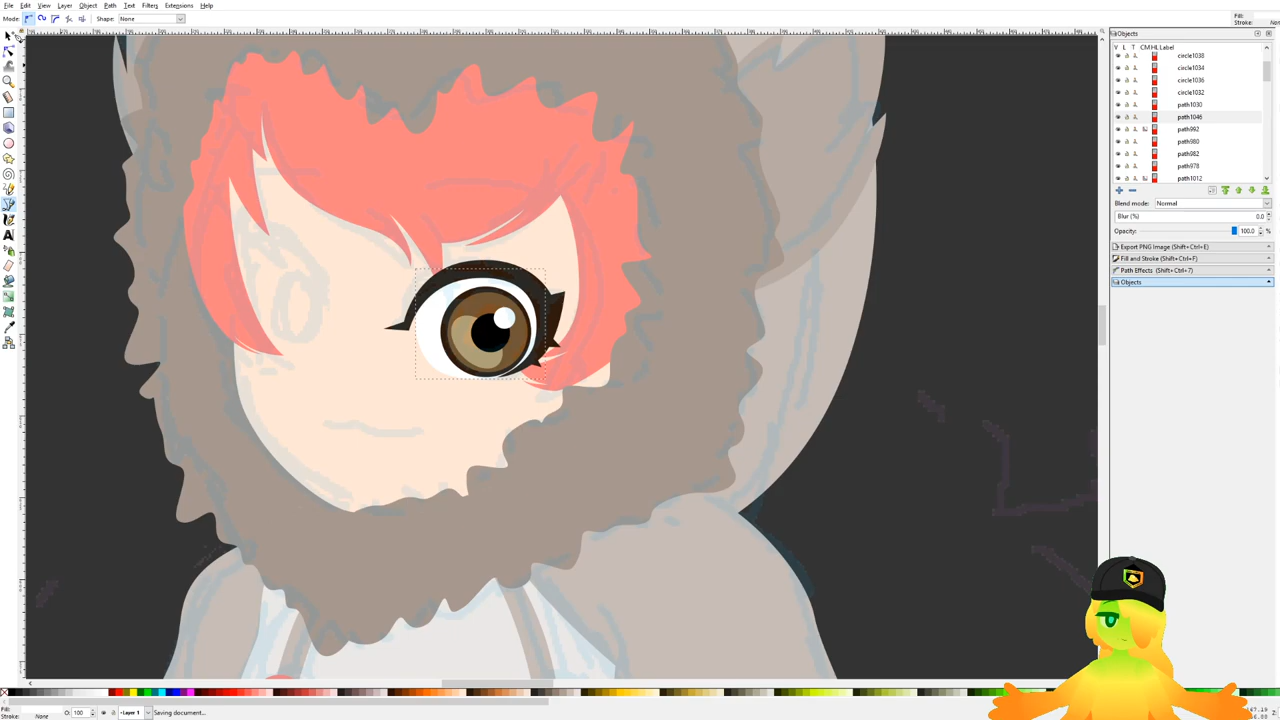 File Edit View Layer Object Path Text Filters Extensions Help
Mode: Shape: None
Fill:
Stroke:
Objects
V L T CM HL Label
circle1038
circle1034
circle1036
circle1032
path1030
path1046
path992
path980
path982
path978
path1012
Blend mode: Normal
Blur (%) 0.0
Opacity: 100.0 %
Export PNG Image (Shift+Ctrl+E)
Fill and Stroke (Shift+Ctrl+F)
Path Effects (Shift+Ctrl+7)
Objects
Fill: None
Stroke: None
O: 100
Layer 1
Saving document...